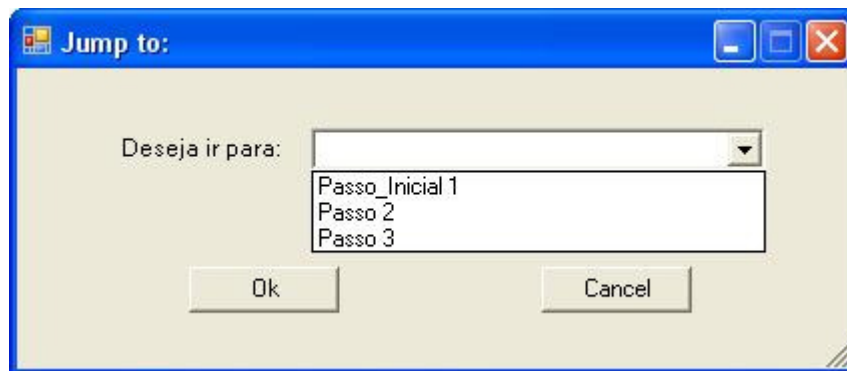 Jump to:
Deseja ir para:
Passo_Inicial 1
Passo 2
Passo 3
Ok Cancel